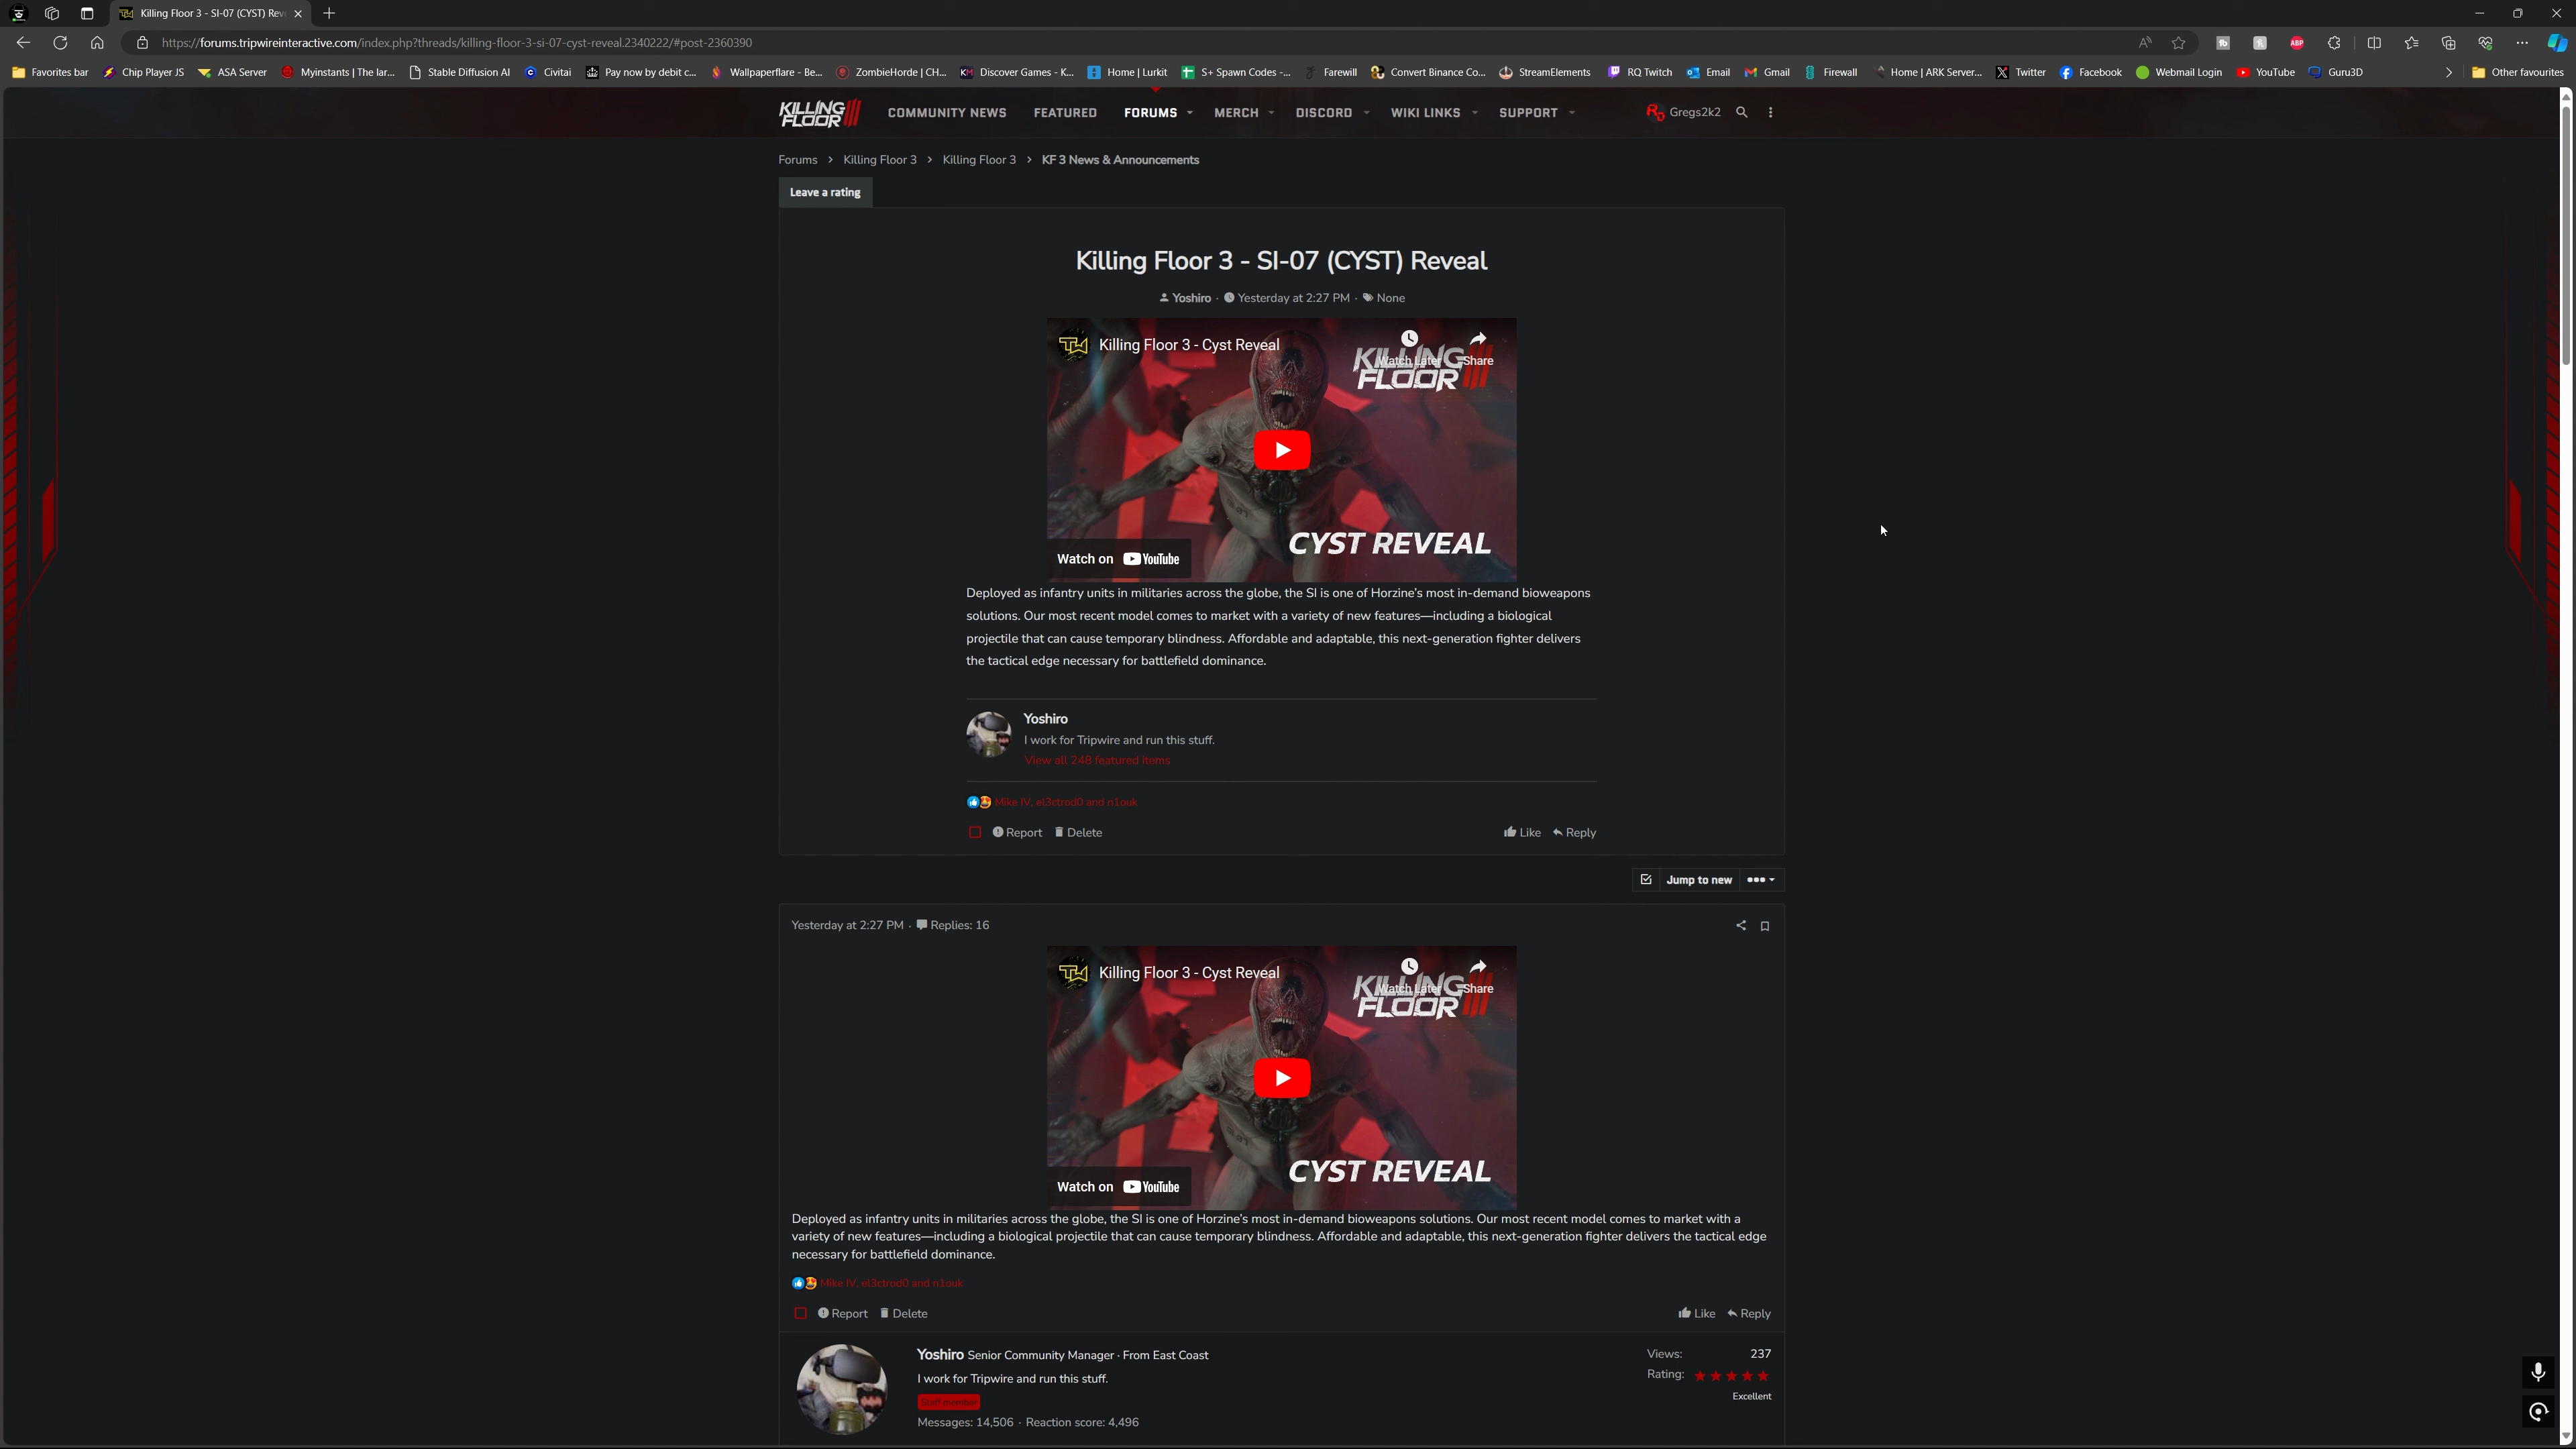 Killing Floor 3 - SI-07 (CYST) Rev
https://forums.tripwireinteractive.com/index.php?threads/killing-floor-3-si-07-cyst-reveal.2340222/#post-2360390
Favorites bar Chip Player JS ASA Server Myinstants | The lar... Stable Diffusion AI Civitai Pay now by debit c... Wallpaperflare - Be... ZombieHorde | CH... Discover Games - K... Home | Lurkit S+ Spawn Codes -... Farewill Convert Binance Co... StreamElements RQ Twitch Email Gmail Firewall Home | ARK Server... Twitter Facebook Webmail Login YouTube Guru3D Other favourites
KILLING FLOOR III COMMUNITY NEWS FEATURED FORUMS MERCH DISCORD WIKI LINKS SUPPORT Gregs2k2
Forums > Killing Floor 3 > Killing Floor 3 > KF 3 News & Announcements
Leave a rating
Killing Floor 3 - SI-07 (CYST) Reveal
Yoshiro · Yesterday at 2:27 PM · None
Killing Floor 3 - Cyst Reveal
Watch Later Share
KILLING
FLOOR III
CYST REVEAL
Watch on YouTube
Deployed as infantry units in militaries across the globe, the SI is one of Horzine's most in-demand bioweapons
solutions. Our most recent model comes to market with a variety of new features—including a biological
projectile that can cause temporary blindness. Affordable and adaptable, this next-generation fighter delivers
the tactical edge necessary for battlefield dominance.
Yoshiro
I work for Tripwire and run this stuff.
View all 248 featured items
Mike IV, el3ctrod0 and n1ouk
Report Delete Like Reply
Jump to new
Yesterday at 2:27 PM · Replies: 16
Killing Floor 3 - Cyst Reveal
Watch Later Share
KILLING
FLOOR III
CYST REVEAL
Watch on YouTube
Deployed as infantry units in militaries across the globe, the SI is one of Horzine's most in-demand bioweapons solutions. Our most recent model comes to market with a
variety of new features—including a biological projectile that can cause temporary blindness. Affordable and adaptable, this next-generation fighter delivers the tactical edge
necessary for battlefield dominance.
Mike IV, el3ctrod0 and n1ouk
Report Delete Like Reply
Yoshiro Senior Community Manager · From East Coast
I work for Tripwire and run this stuff.
Staff member
Messages: 14,506 · Reaction score: 4,496
Views: 237
Rating:
Excellent